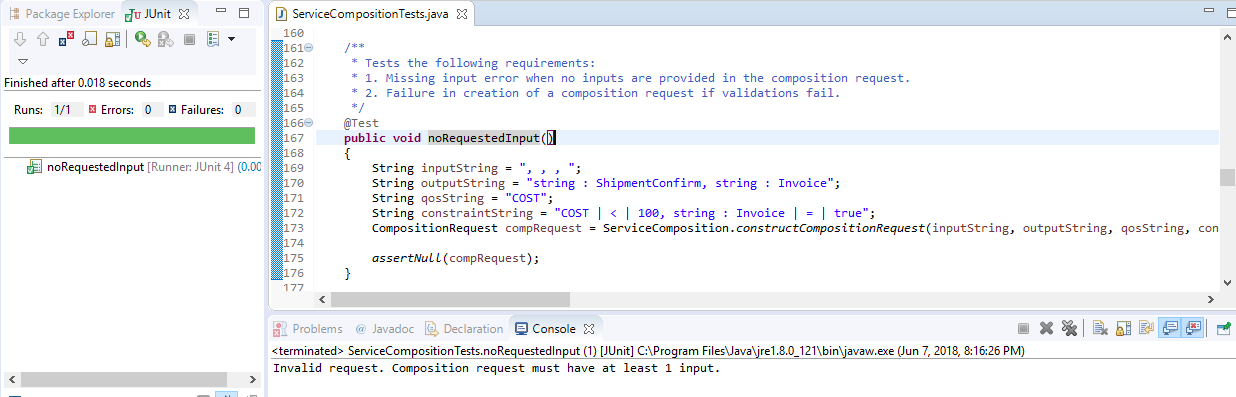 Package Explorer JUnit
Finished after 0.018 seconds
Runs: 1/1 Errors: 0 Failures: 0
noRequestedInput [Runner: JUnit 4] (0.00
ServiceCompositionTests.java
160
161 /**
162 * Tests the following requirements:
163 * 1. Missing input error when no inputs are provided in the composition request.
164 * 2. Failure in creation of a composition request if validations fail.
165 */
166 @Test
167 public void noRequestedInput()
168 {
169 String inputString = ", , , ";
170 String outputString = "string : ShipmentConfirm, string : Invoice";
171 String qosString = "COST";
172 String constraintString = "COST | < | 100, string : Invoice | = | true";
173 CompositionRequest compRequest = ServiceComposition.constructCompositionRequest(inputString, outputString, qosString, con
174
175 assertNull(compRequest);
176 }
177
Problems @ Javadoc Declaration Console
<terminated> ServiceCompositionTests.noRequestedInput (1) [JUnit] C:\Program Files\Java\jre1.8.0_121\bin\javaw.exe (Jun 7, 2018, 8:16:26 PM)
Invalid request. Composition request must have at least 1 input.